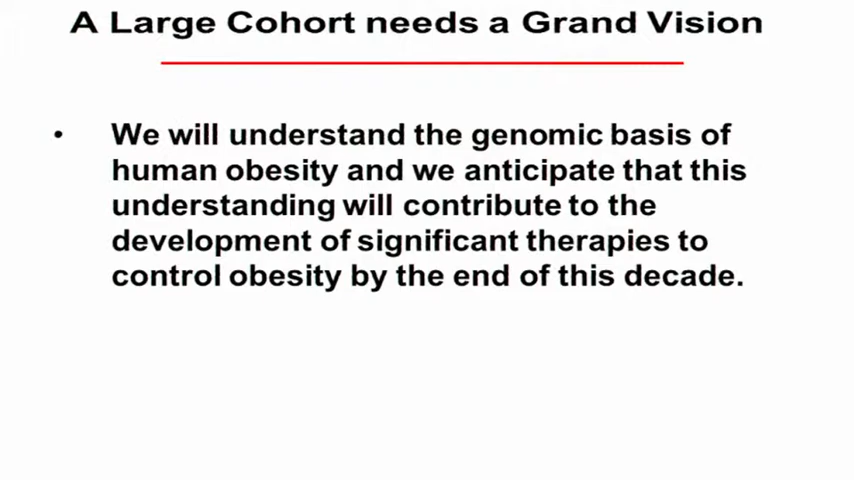 A Large Cohort needs a Grand Vision
• We will understand the genomic basis of
human obesity and we anticipate that this
understanding will contribute to the
development of significant therapies to
control obesity by the end of this decade.